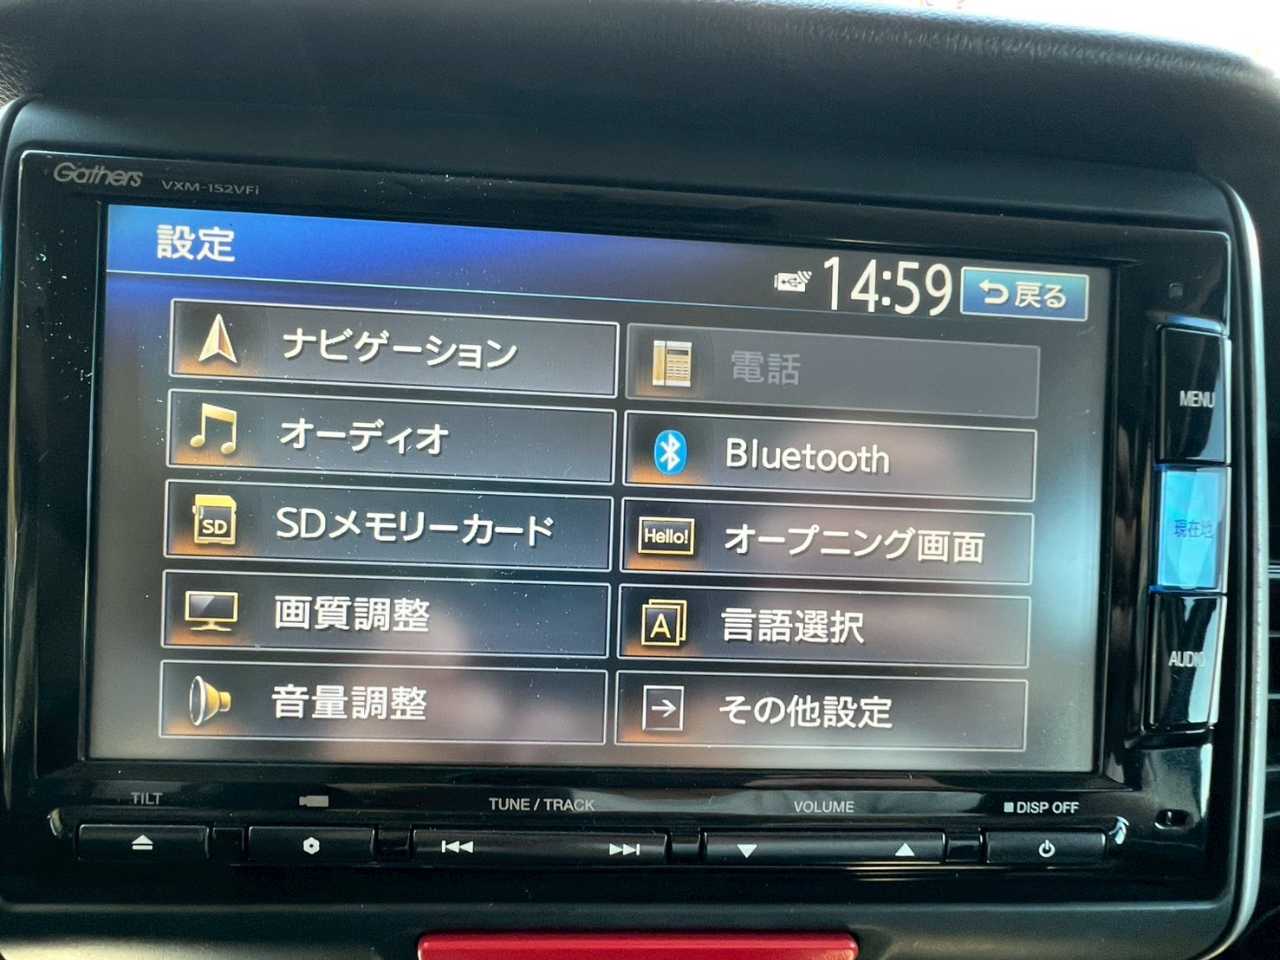 Gathers VXM-152VFi
設定
14:59 戻る
ナビゲーション
電話
オーディオ
Bluetooth
SD SDメモリーカード
Hello! オープニング画面
画質調整
A 言語選択
音量調整
その他設定
MENU
現在地
AUDIO
TILT
TUNE / TRACK
VOLUME
DISP OFF